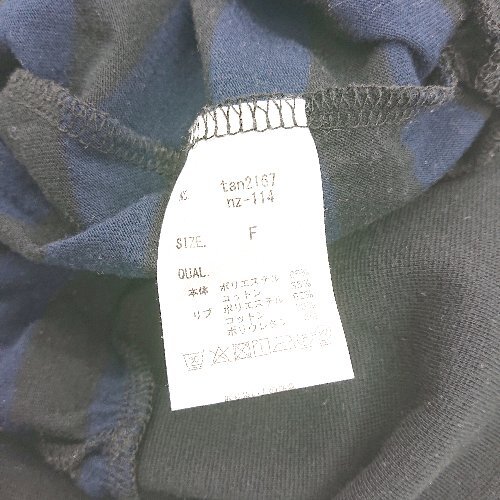 tan2167
nz-114
SIZE. F
QUAL.
本体 ポリエステル
コットン
リブ ポリエステル
コットン
ポリウレタン